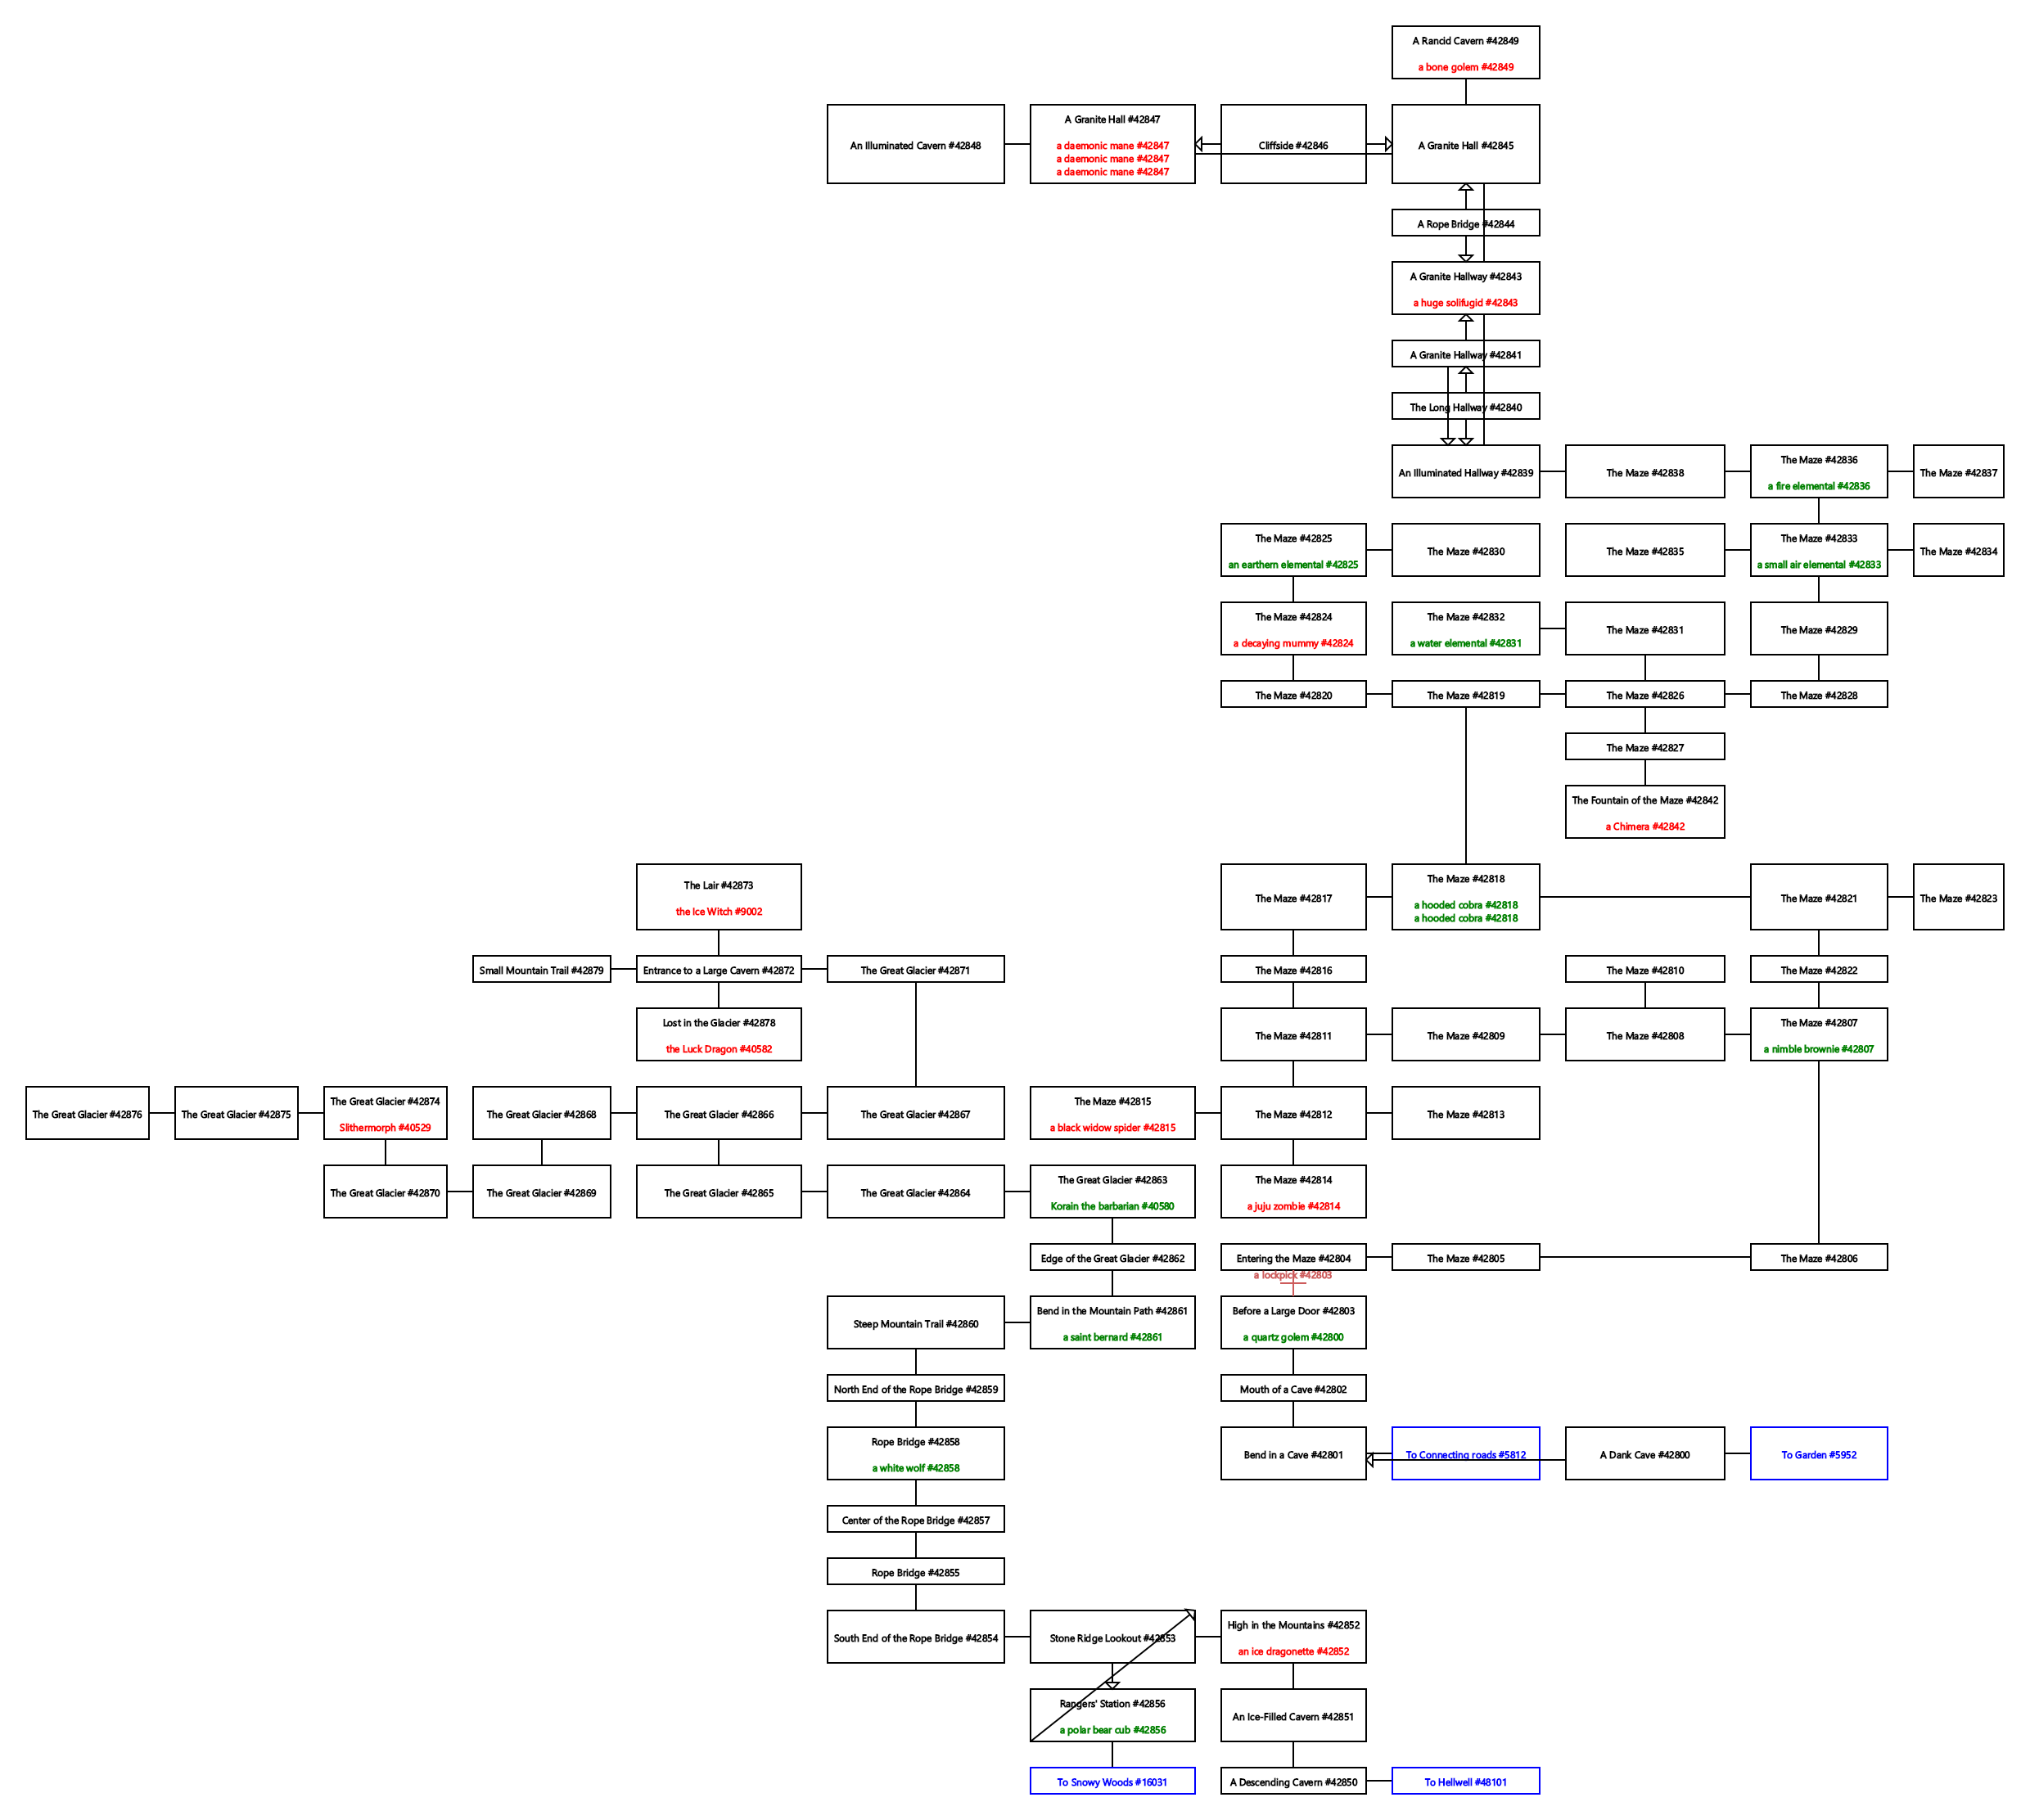 A Rancid Cavern #42849
a bone golem #42849
An Illuminated Cavern #42848
A Granite Hall #42847
a daemonic mane #42847
a daemonic mane #42847
a daemonic mane #42847
Cliffside #42846
A Granite Hall #42845
A Rope Bridge #42844
A Granite Hallway #42843
a huge solifugid #42843
A Granite Hallway #42841
The Long Hallway #42840
An Illuminated Hallway #42839
The Maze #42838
The Maze #42836
a fire elemental #42836
The Maze #42837
The Maze #42825
an earthern elemental #42825
The Maze #42830
The Maze #42835
The Maze #42833
a small air elemental #42833
The Maze #42834
The Maze #42824
a decaying mummy #42824
The Maze #42832
a water elemental #42831
The Maze #42831
The Maze #42829
The Maze #42820
The Maze #42819
The Maze #42826
The Maze #42828
The Maze #42827
The Fountain of the Maze #42842
a Chimera #42842
The Lair #42873
the Ice Witch #9002
The Maze #42817
The Maze #42818
a hooded cobra #42818
a hooded cobra #42818
The Maze #42821
The Maze #42823
Small Mountain Trail #42879
Entrance to a Large Cavern #42872
The Great Glacier #42871
The Maze #42816
The Maze #42810
The Maze #42822
Lost in the Glacier #42878
the Luck Dragon #40582
The Maze #42811
The Maze #42809
The Maze #42808
The Maze #42807
a nimble brownie #42807
The Great Glacier #42876
The Great Glacier #42875
The Great Glacier #42874
Slithermorph #40529
The Great Glacier #42868
The Great Glacier #42866
The Great Glacier #42867
The Maze #42815
a black widow spider #42815
The Maze #42812
The Maze #42813
The Great Glacier #42870
The Great Glacier #42869
The Great Glacier #42865
The Great Glacier #42864
The Great Glacier #42863
Korain the barbarian #40580
The Maze #42814
a juju zombie #42814
Edge of the Great Glacier #42862
Entering the Maze #42804
The Maze #42805
The Maze #42806
a lockpick #42803
Steep Mountain Trail #42860
Bend in the Mountain Path #42861
a saint bernard #42861
Before a Large Door #42803
a quartz golem #42800
North End of the Rope Bridge #42859
Mouth of a Cave #42802
Rope Bridge #42858
a white wolf #42858
Bend in a Cave #42801
To Connecting roads #5812
A Dank Cave #42800
To Garden #5952
Center of the Rope Bridge #42857
Rope Bridge #42855
South End of the Rope Bridge #42854
Stone Ridge Lookout #42853
High in the Mountains #42852
an ice dragonette #42852
Rangers' Station #42856
a polar bear cub #42856
An Ice-Filled Cavern #42851
To Snowy Woods #16031
A Descending Cavern #42850
To Hellwell #48101